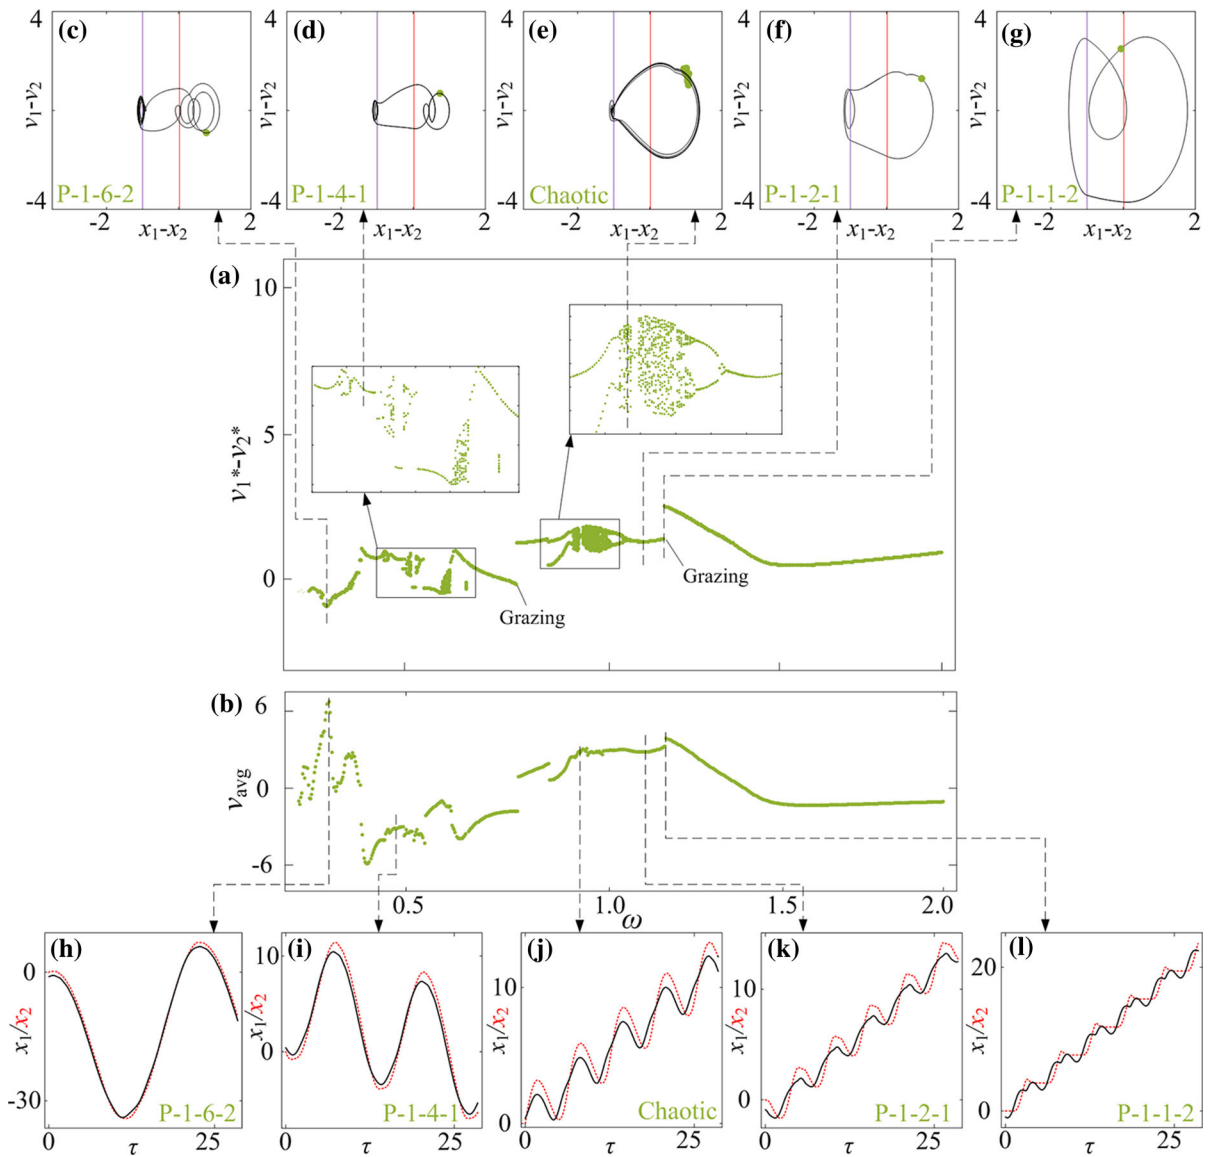 (c) (d) (e) (f) (g)
4 4 4 4 4
v1-v2 v1-v2 v1-v2 v1-v2 v1-v2
P-1-6-2 P-1-4-1 Chaotic P-1-2-1 P-1-1-2
-4 -4 -4 -4 -4
-2 x1-x2 2 -2 x1-x2 2 -2 x1-x2 2 -2 x1-x2 2 -2 x1-x2 2
(a)
10
5
v1*-v2*
0
Grazing
Grazing
(b)
6
vavg
0
-6
0.5 1.0 ω 1.5 2.0
(h) (i) (j) (k) (l)
0 -30
x1/x2
P-1-6-2
0 τ 25
10 0
x1/x2
P-1-4-1
0 τ 25
10 0
x1/x2
Chaotic
0 τ 25
10 0
x1/x2
P-1-2-1
0 τ 25
20 0
x1/x2
P-1-1-2
0 τ 25